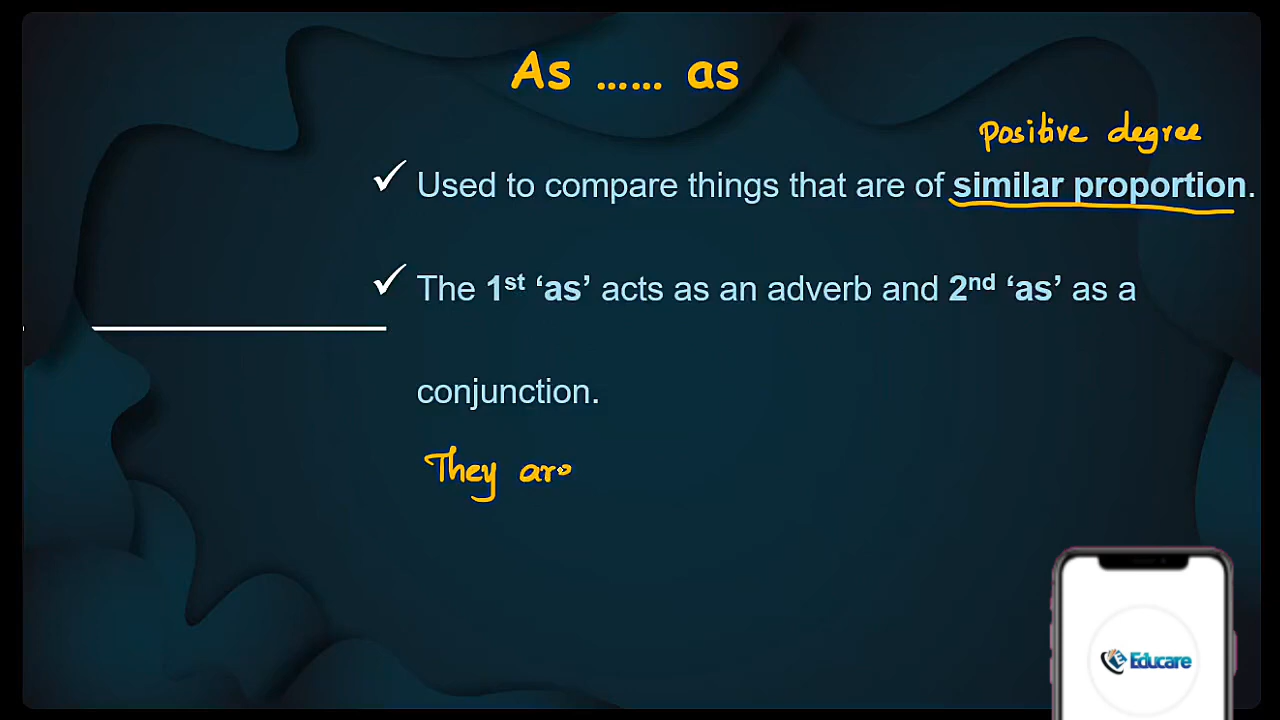 As ...... as
positive degree
✓ Used to compare things that are of similar proportion.
✓ The 1st ‘as’ acts as an adverb and 2nd ‘as’ as a
conjunction.
They are
Educare